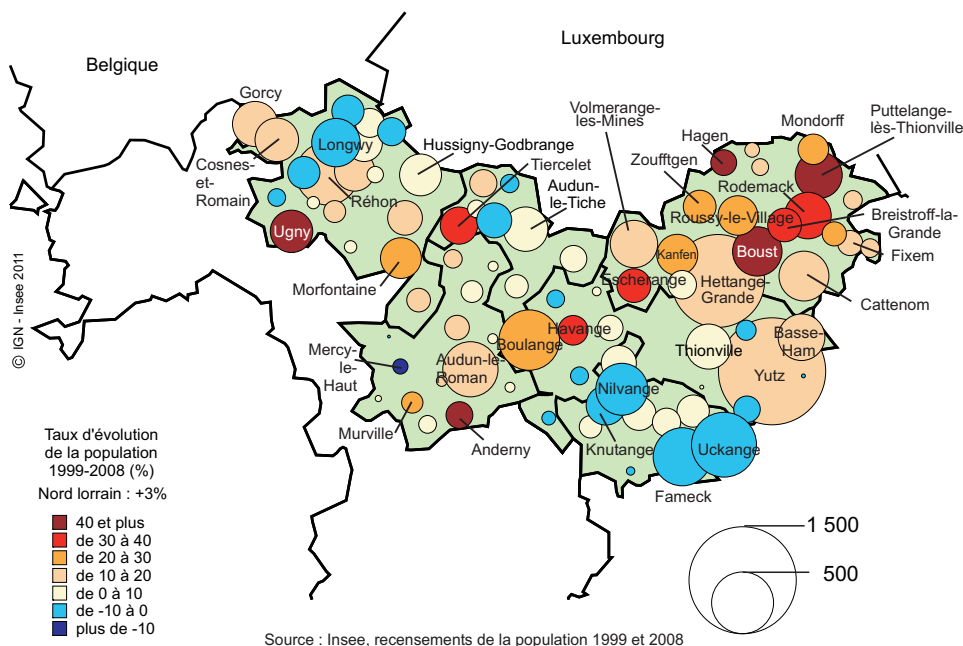 Luxembourg
Belgique
Gorcy
Volmerange-
les-Mines
Mondorff
Puttelange-
lès-Thionville
Hagen
Longwy
Hussigny-Godbrange
Tiercelet
Zoufftgen
Cosnes-
et-
Romain
Réhon
Audun-
le-Tiche
Rodemack
Roussy-le-Village
Breistroff-la-
Grande
Ugny
Kanfen
Boust
Fixem
Morfontaine
Escherange
Hettange-
Grande
Cattenom
© IGN - Insee 2011
Mercy-
le-
Haut
Audun-le-
Roman
Boulange
Havange
Thionville
Basse-
Ham
Yutz
Nilvange
Murville
Anderny
Knutange
Uckange
Fameck
Taux d'évolution
de la population
1999-2008 (%)
Nord lorrain : +3%
40 et plus
de 30 à 40
de 20 à 30
de 10 à 20
de 0 à 10
de -10 à 0
plus de -10
1 500
500
Source : Insee, recensements de la population 1999 et 2008